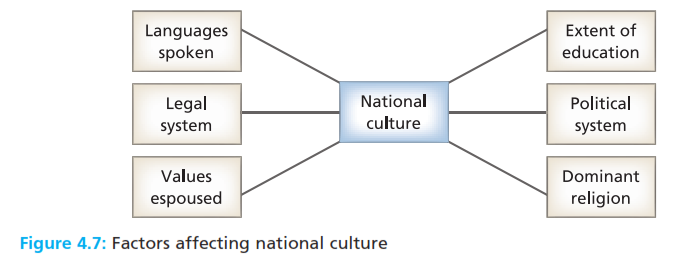 Languages
spoken
Legal
system
Values
espoused
National
culture
Extent of
education
Political
system
Dominant
religion
Figure 4.7: Factors affecting national culture